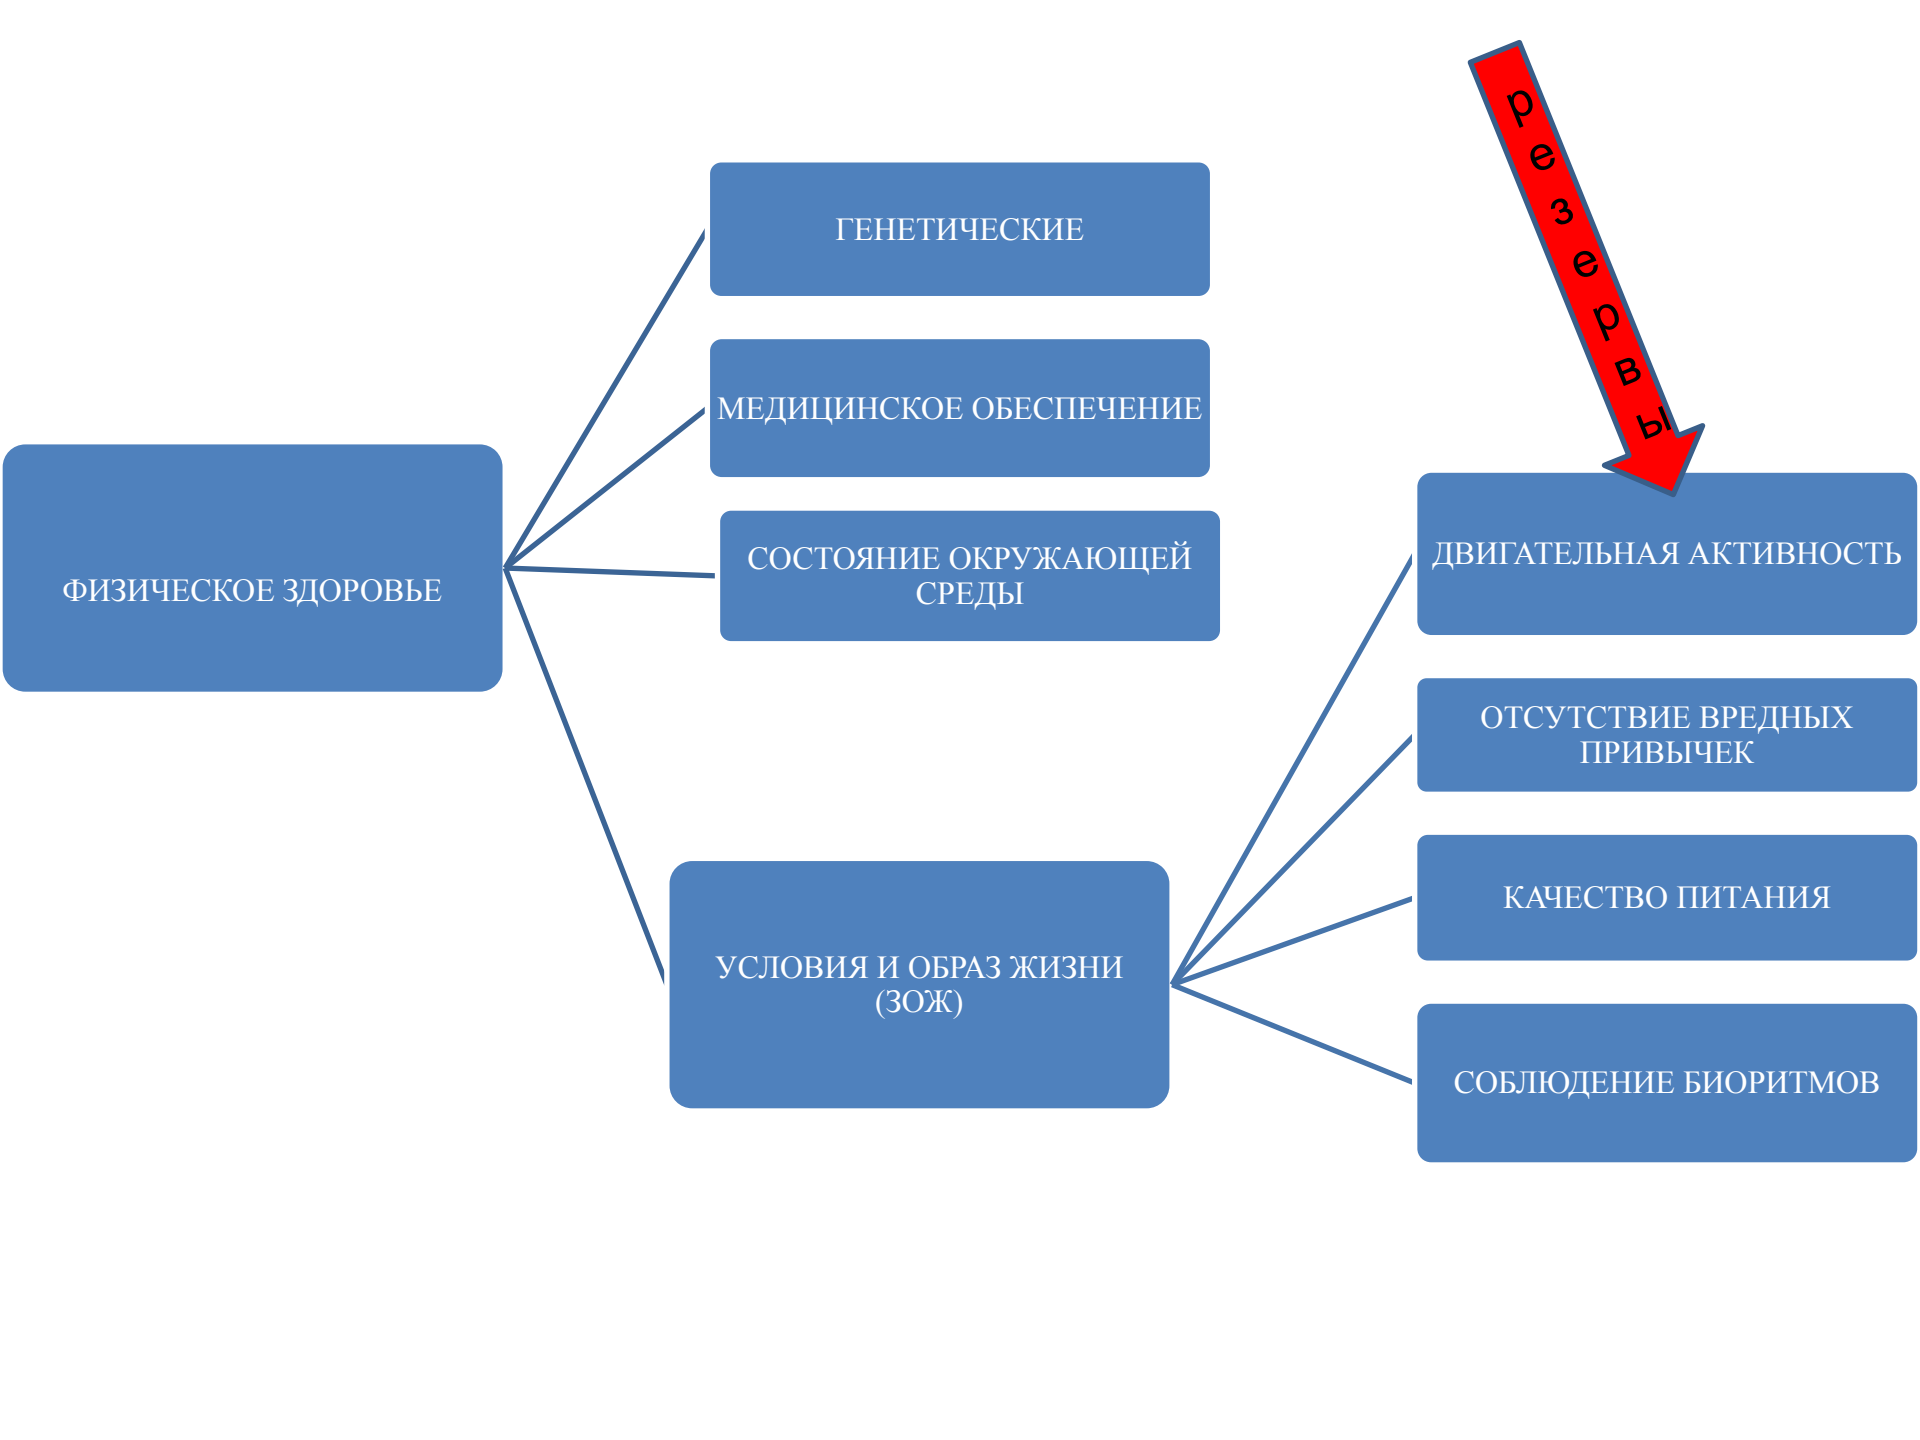 резервы
ГЕНЕТИЧЕСКИЕ
МЕДИЦИНСКОЕ ОБЕСПЕЧЕНИЕ
СОСТОЯНИЕ ОКРУЖАЮЩЕЙ
СРЕДЫ
ФИЗИЧЕСКОЕ ЗДОРОВЬЕ
УСЛОВИЯ И ОБРАЗ ЖИЗНИ
(ЗОЖ)
ДВИГАТЕЛЬНАЯ АКТИВНОСТЬ
ОТСУТСТВИЕ ВРЕДНЫХ
ПРИВЫЧЕК
КАЧЕСТВО ПИТАНИЯ
СОБЛЮДЕНИЕ БИОРИТМОВ